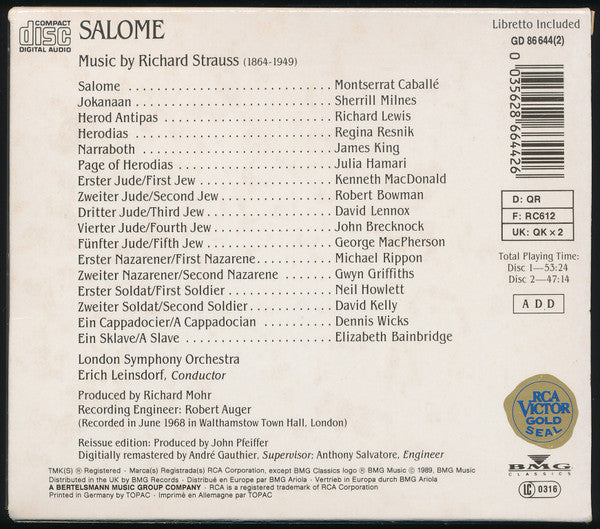 COMPACT
disc
DIGITAL AUDIO
SALOME
Music by Richard Strauss (1864-1949)
Salome . . . . . . . . . . . . . . . . . . . . . . . . . . . . Montserrat Caballé
Jokanaan . . . . . . . . . . . . . . . . . . . . . . . . . . Sherrill Milnes
Herod Antipas . . . . . . . . . . . . . . . . . . . . . . Richard Lewis
Herodias . . . . . . . . . . . . . . . . . . . . . . . . . . Regina Resnik
Narraboth . . . . . . . . . . . . . . . . . . . . . . . . . James King
Page of Herodias . . . . . . . . . . . . . . . . . . . . Julia Hamari
Erster Jude/First Jew . . . . . . . . . . . . . . . . . Kenneth MacDonald
Zweiter Jude/Second Jew . . . . . . . . . . . . . . Robert Bowman
Dritter Jude/Third Jew . . . . . . . . . . . . . . . . David Lennox
Vierter Jude/Fourth Jew . . . . . . . . . . . . . . . John Brecknock
Fünfter Jude/Fifth Jew . . . . . . . . . . . . . . . . George MacPherson
Erster Nazarener/First Nazarene . . . . . . . . . Michael Rippon
Zweiter Nazarener/Second Nazarene . . . . . . Gwyn Griffiths
Erster Soldat/First Soldier . . . . . . . . . . . . . . Neil Howlett
Zweiter Soldat/Second Soldier . . . . . . . . . . . David Kelly
Ein Cappadocier/A Cappadocian . . . . . . . . . Dennis Wicks
Ein Sklave/A Slave . . . . . . . . . . . . . . . . . . . Elizabeth Bainbridge
London Symphony Orchestra
Erich Leinsdorf, Conductor
Produced by Richard Mohr
Recording Engineer: Robert Auger
(Recorded in June 1968 in Walthamstow Town Hall, London)
Reissue edition: Produced by John Pfeiffer
Digitally remastered by André Gauthier, Supervisor: Anthony Salvatore, Engineer
TMK(S) ® Registered · Marca(s) Registrada(s) RCA Corporation, except BMG Classics logo ® BMG Music © 1989, BMG Music
Distributed in the UK by BMG Records · Distribué en Europe par BMG Ariola · Vertrieb in Europa durch BMG Ariola
A BERTELSMANN MUSIC GROUP COMPANY · RCA is a registered trademark of RCA Corporation
Printed in Germany by TOPAC · Imprimé en Allemagne par TOPAC
Libretto Included
GD 86 644(2)
0 035628 664426
D: QR
F: RC612
UK: QK × 2
Total Playing Time:
Disc 1—53:24
Disc 2—47:14
A D D
RCA
VICTOR
GOLD
SEAL
BMG
CLASSICS
LC 0316